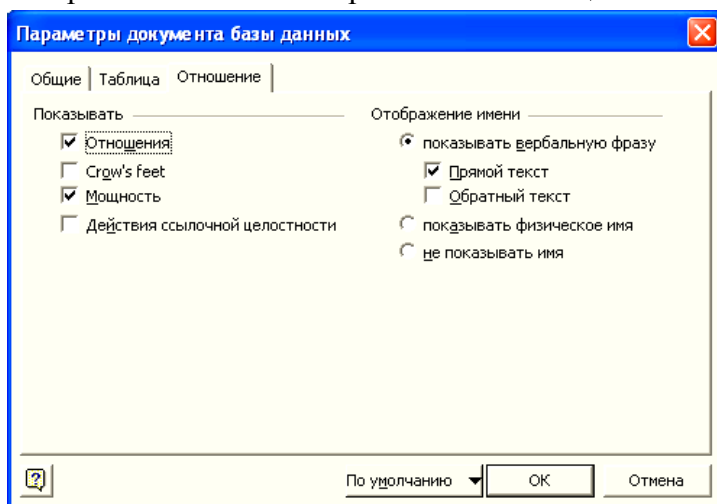 Параметры документа базы данных
Общие Таблица Отношение
Показывать
Отношения
Crow's feet
Мощность
Действия ссылочной целостности
Отображение имени
показывать вербальную фразу
Прямой текст
Обратный текст
показывать физическое имя
не показывать имя
По умолчанию
ОК
Отмена